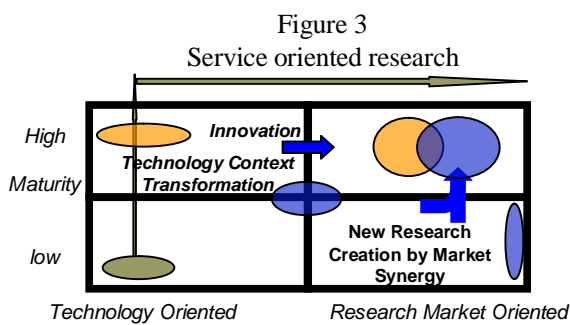 Figure 3
Service oriented research
High
Innovation
Technology Context
Maturity
Transformation
New Research
Creation by Market
Synergy
low
Technology Oriented
Research Market Oriented